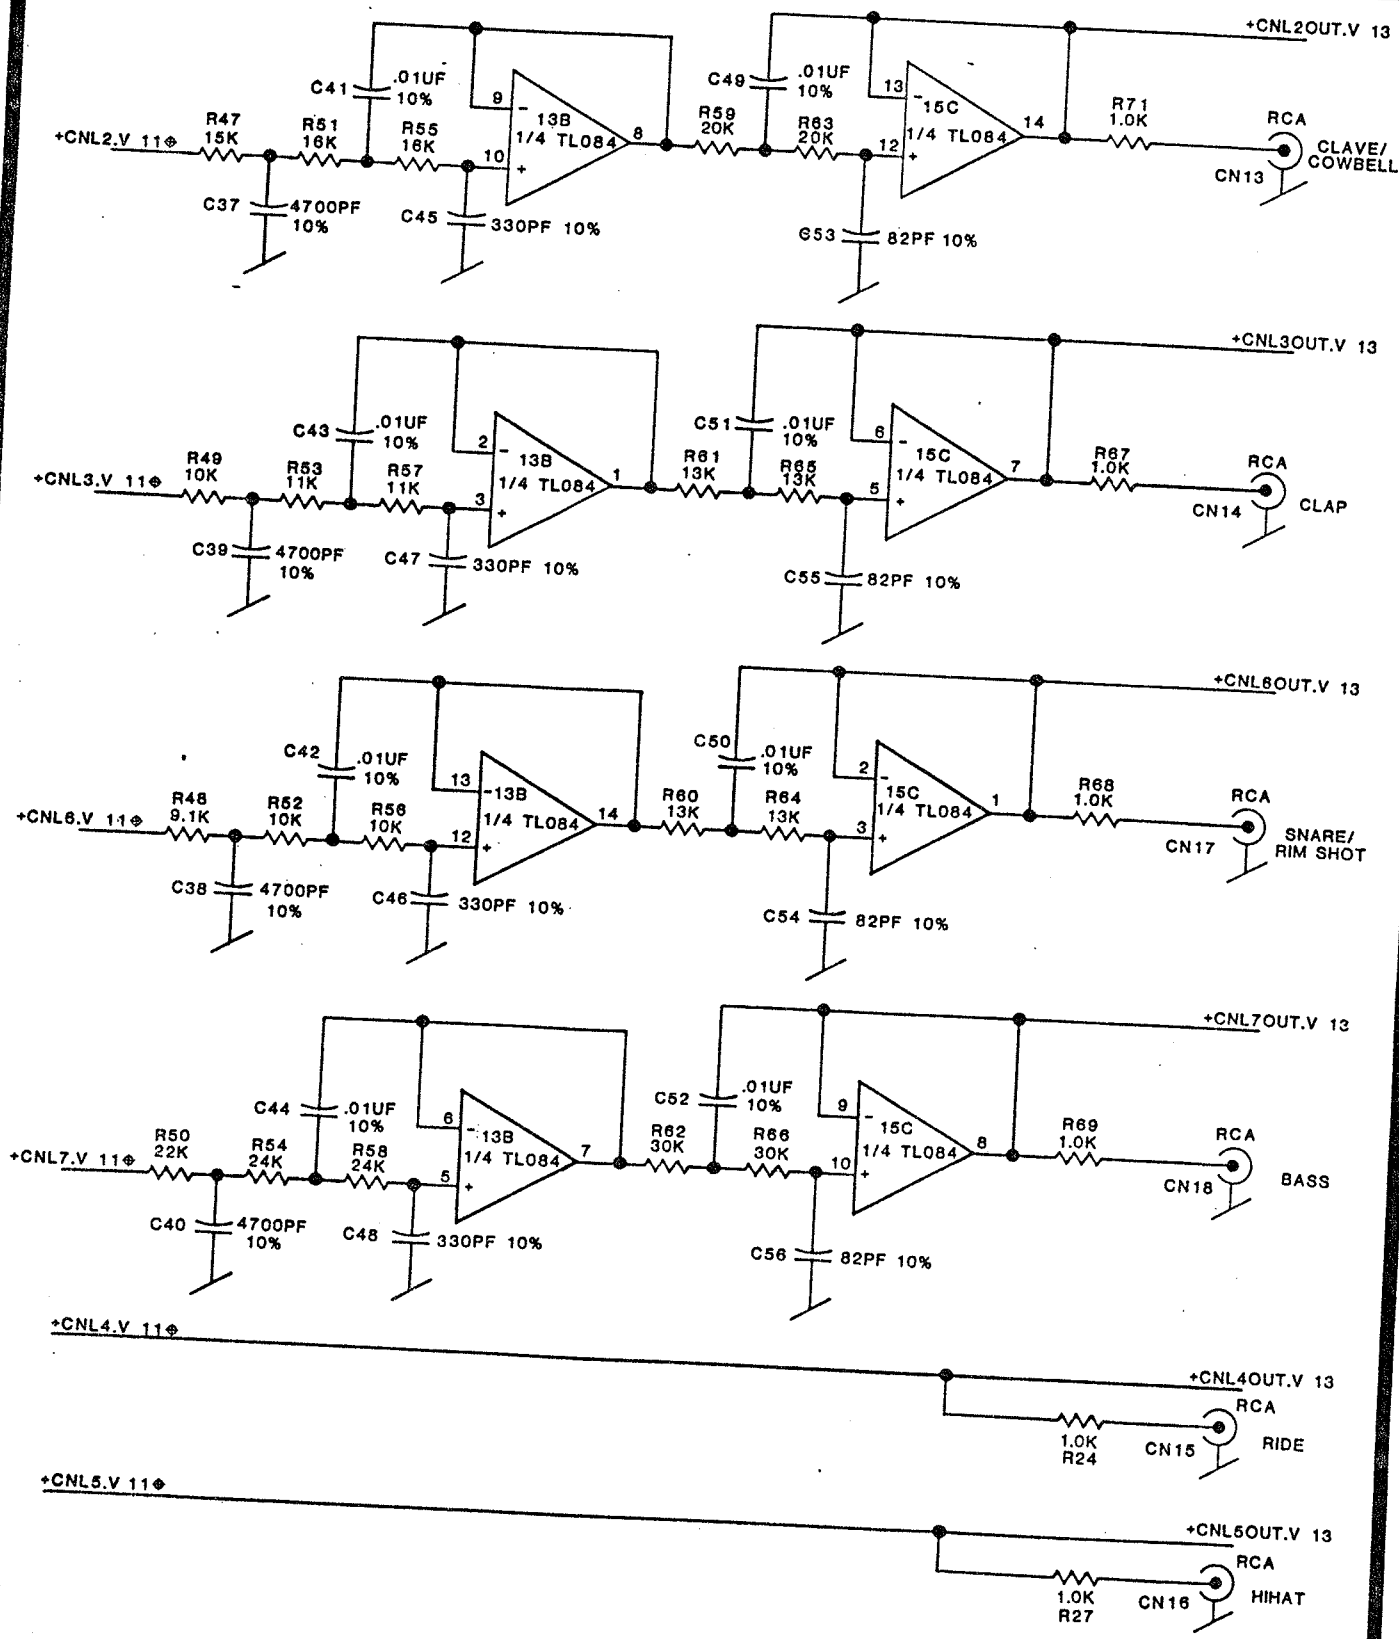 +CNL2OUT.V 13
C41 .01UF
10%
C49 .01UF
10%
9 -
13B
1/4 TL084
8
10 +
13 -
15C
1/4 TL084
14
12 +
+CNL2.V 11
R47
15K
R51
16K
R55
16K
R59
20K
R63
20K
R71
1.0K
RCA
CN13
CLAVE/
COWBELL
C37 4700PF
10%
C45 330PF 10%
C53 82PF 10%
+CNL3OUT.V 13
C43 .01UF
10%
C51 .01UF
10%
2 -
13B
1/4 TL084
1
3 +
6 -
15C
1/4 TL084
7
5 +
+CNL3.V 11
R49
10K
R53
11K
R57
11K
R61
13K
R65
13K
R67
1.0K
RCA
CN14
CLAP
C39 4700PF
10%
C47 330PF 10%
C55 82PF 10%
+CNL6OUT.V 13
C42 .01UF
10%
C50 .01UF
10%
13 -
13B
1/4 TL084
14
12 +
2 -
15C
1/4 TL084
1
3 +
+CNL6.V 11
R48
9.1K
R52
10K
R56
10K
R60
13K
R64
13K
R68
1.0K
RCA
CN17
SNARE/
RIM SHOT
C38 4700PF
10%
C46 330PF 10%
C54 82PF 10%
+CNL7OUT.V 13
C44 .01UF
10%
C52 .01UF
10%
6 -
13B
1/4 TL084
7
5 +
9 -
15C
1/4 TL084
8
10 +
+CNL7.V 11
R50
22K
R54
24K
R58
24K
R62
30K
R66
30K
R69
1.0K
RCA
CN18
BASS
C40 4700PF
10%
C48 330PF 10%
C56 82PF 10%
+CNL4.V 11
+CNL4OUT.V 13
RCA
1.0K
R24
CN15
RIDE
+CNL5.V 11
+CNL5OUT.V 13
RCA
1.0K
R27
CN16
HIHAT